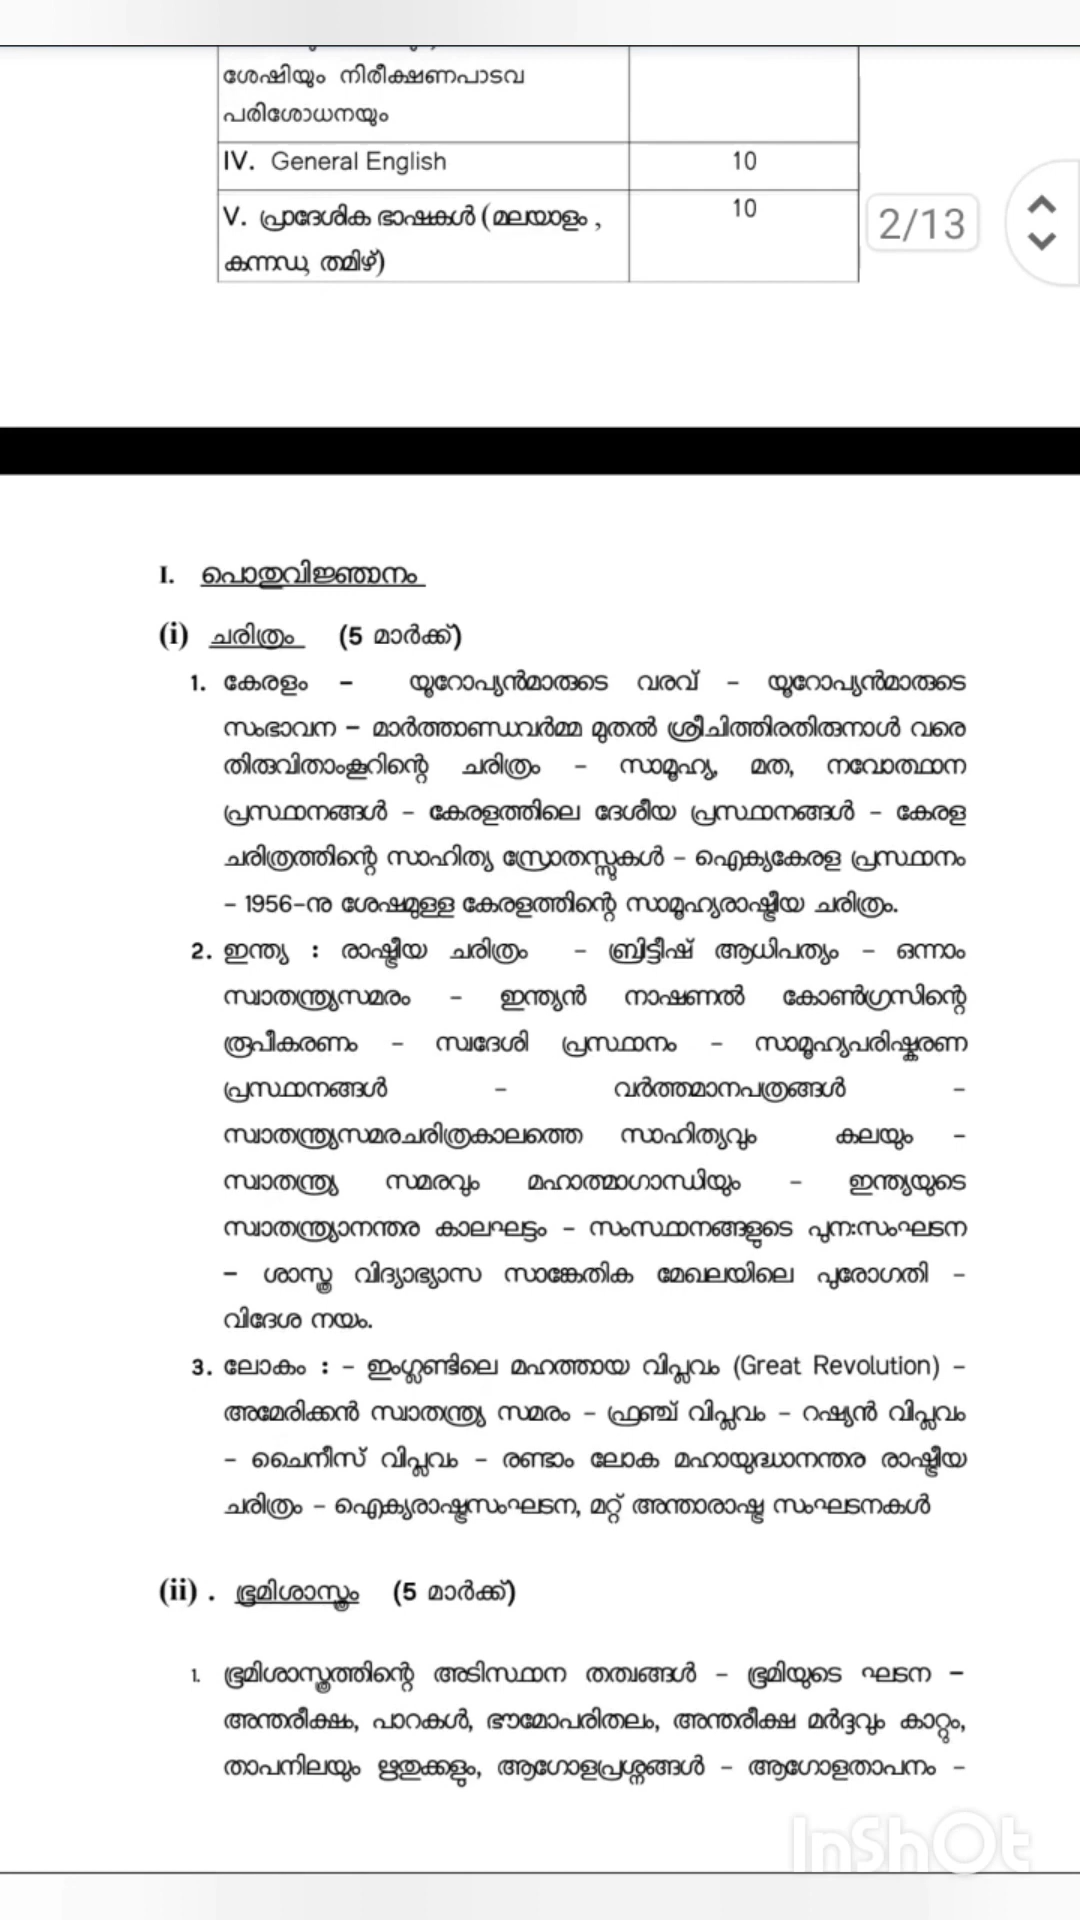 ശേഷിയും നിരീക്ഷണപാടവ
പരിശോധനയും
IV. General English 10
V. പ്രാദേശിക ഭാഷകൾ (മലയാളം , 10
കന്നഡ, തമിഴ്)
2/13
I. പൊതുവിജ്ഞാനം
(i) ചരിത്രം (5 മാർക്ക്)
1. കേരളം – യൂറോപ്യൻമാരുടെ വരവ് – യൂറോപ്യൻമാരുടെ
സംഭാവന – മാർത്താണ്ഡവർമ്മ മുതൽ ശ്രീചിത്തിരതിരുനാൾ വരെ
തിരുവിതാംകൂറിന്റെ ചരിത്രം – സാമൂഹ്യ, മത, നവോത്ഥാന
പ്രസ്ഥാനങ്ങൾ – കേരളത്തിലെ ദേശീയ പ്രസ്ഥാനങ്ങൾ – കേരള
ചരിത്രത്തിന്റെ സാഹിത്യ സ്രോതസ്സുകൾ – ഐക്യകേരള പ്രസ്ഥാനം
– 1956-നു ശേഷമുള്ള കേരളത്തിന്റെ സാമൂഹ്യരാഷ്ട്രീയ ചരിത്രം.
2. ഇന്ത്യ : രാഷ്ട്രീയ ചരിത്രം – ബ്രിട്ടീഷ് ആധിപത്യം – ഒന്നാം
സ്വാതന്ത്ര്യസമരം – ഇന്ത്യൻ നാഷണൽ കോൺഗ്രസിന്റെ
രൂപീകരണം – സ്വദേശി പ്രസ്ഥാനം – സാമൂഹ്യപരിഷ്കരണ
പ്രസ്ഥാനങ്ങൾ – വർത്തമാനപത്രങ്ങൾ –
സ്വാതന്ത്ര്യസമരചരിത്രകാലത്തെ സാഹിത്യവും കലയും –
സ്വാതന്ത്ര്യ സമരവും മഹാത്മാഗാന്ധിയും – ഇന്ത്യയുടെ
സ്വാതന്ത്ര്യാനന്തര കാലഘട്ടം – സംസ്ഥാനങ്ങളുടെ പുനഃസംഘടന
– ശാസ്ത്ര വിദ്യാഭ്യാസ സാങ്കേതിക മേഖലയിലെ പുരോഗതി –
വിദേശ നയം.
3. ലോകം : – ഇംഗ്ലണ്ടിലെ മഹത്തായ വിപ്ലവം (Great Revolution) –
അമേരിക്കൻ സ്വാതന്ത്ര്യ സമരം – ഫ്രഞ്ച് വിപ്ലവം – റഷ്യൻ വിപ്ലവം
– ചൈനീസ് വിപ്ലവം – രണ്ടാം ലോക മഹായുദ്ധാനന്തര രാഷ്ട്രീയ
ചരിത്രം – ഐക്യരാഷ്ട്രസംഘടന, മറ്റ് അന്താരാഷ്ട്ര സംഘടനകൾ
(ii) . ഭൂമിശാസ്ത്രം (5 മാർക്ക്)
1. ഭൂമിശാസ്ത്രത്തിന്റെ അടിസ്ഥാന തത്വങ്ങൾ – ഭൂമിയുടെ ഘടന –
അന്തരീക്ഷം, പാറകൾ, ഭൗമോപരിതലം, അന്തരീക്ഷ മർദ്ദവും കാറ്റും,
താപനിലയും ഋതുക്കളും, ആഗോളപ്രശ്നങ്ങൾ – ആഗോളതാപനം –
InShOt